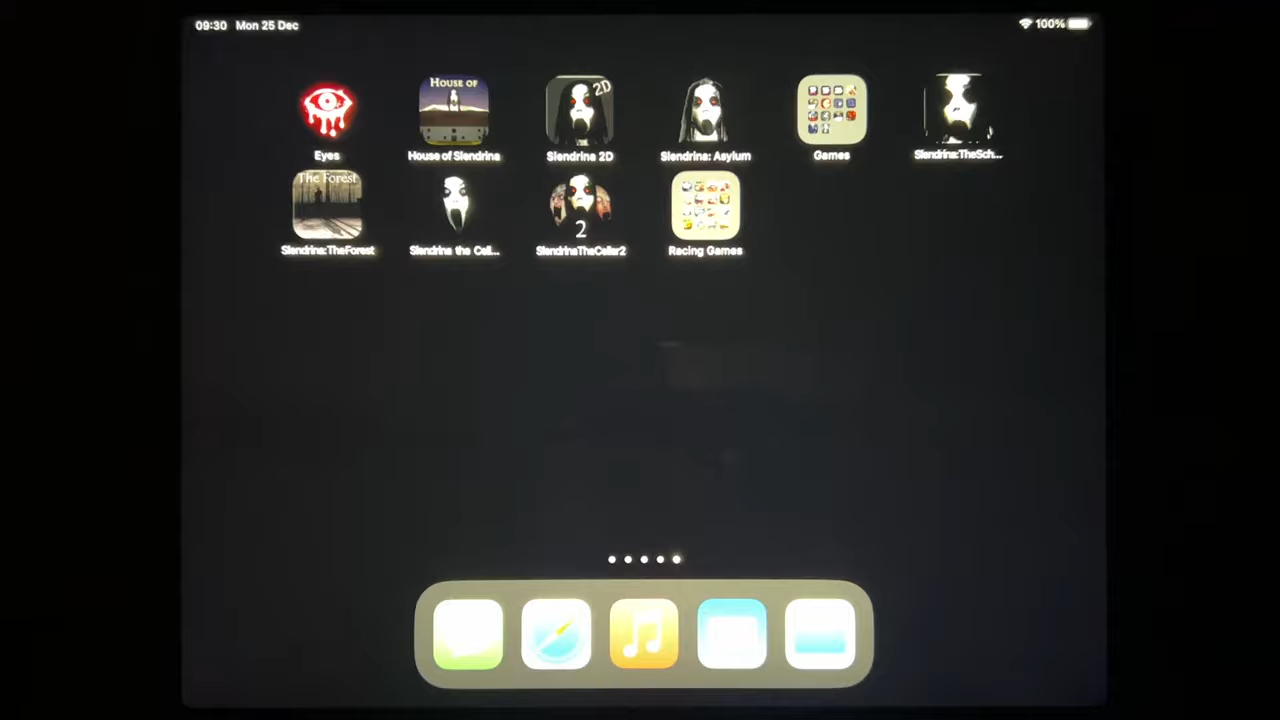 09:30 Mon 25 Dec
100%
HOUSE OF
2D
Eyes
House of Slendrina
Slendrina 2D
Slendrina: Asylum
Games
Slendrina:TheSch...
The Forest
2
Slendrina:TheForest
Slendrina the Cell...
SlendrinaTheCellar2
Racing Games